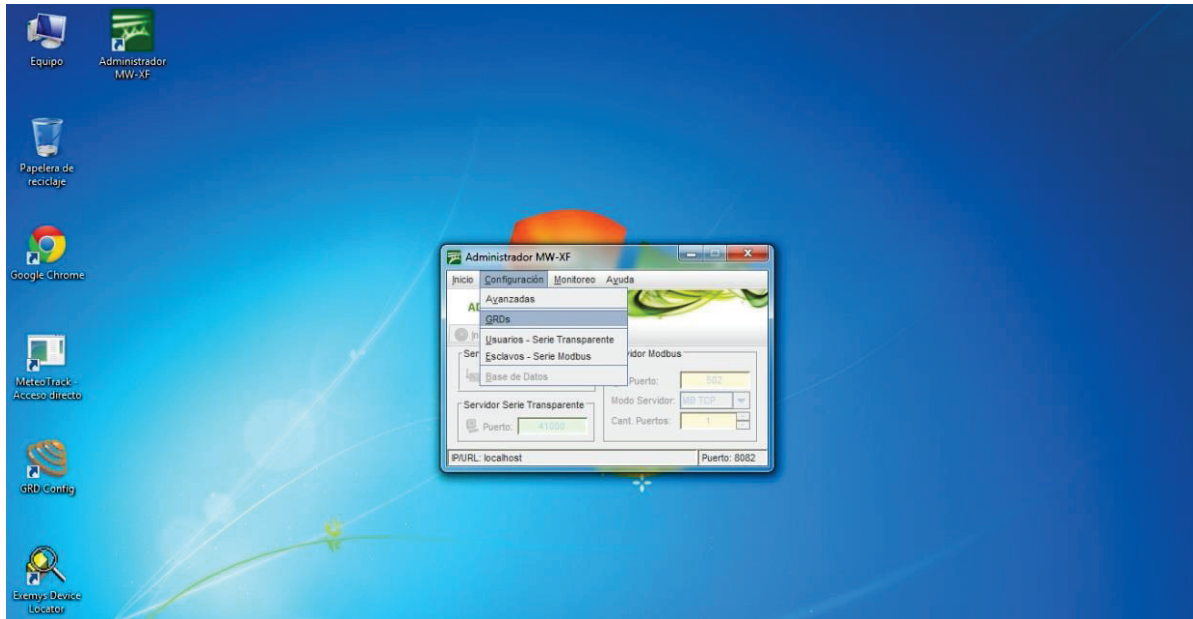 Equipo
Administrador
MW-XF
Papelera de
reciclaje
Google Chrome
MeteoTrack -
Acceso directo
GRD Config
Exemys Device
Locator
Administrador MW-XF
Inicio Configuración Monitoreo Ayuda
Avanzadas
GRDs
Usuarios - Serie Transparente
Esclavos - Serie Modbus
Base de Datos
Puerto: 502
Modo Servidor: MB TCP
Cant. Puertos: 1
Servidor Serie Transparente
Puerto: 41000
IP/URL: localhost
Puerto: 8082